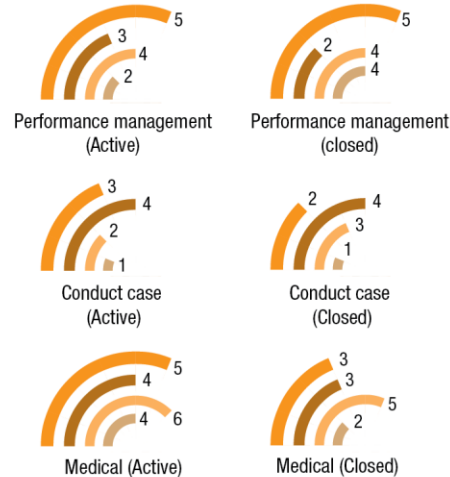 5
3
4
2
Performance management
(Active)
5
2
4
4
Performance management
(closed)
3
4
2
1
Conduct case
(Active)
2
4
3
1
Conduct case
(Closed)
5
4
6
4
Medical (Active)
3
3
5
2
Medical (Closed)